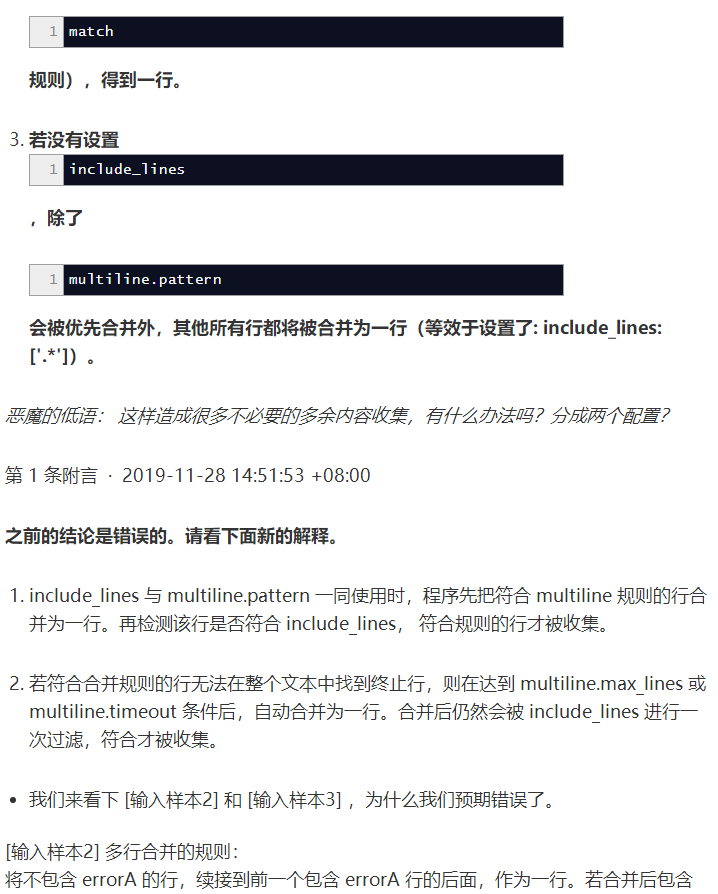 1 match
规则），得到一行。
3. 若没有设置
1 include_lines
，除了
1 multiline.pattern
会被优先合并外，其他所有行都将被合并为一行（等效于设置了: include_lines:
['.*']）。
恶魔的低语： 这样造成很多不必要的多余内容收集，有什么办法吗？分成两个配置？
第 1 条附言 · 2019-11-28 14:51:53 +08:00
之前的结论是错误的。请看下面新的解释。
1. include_lines 与 multiline.pattern 一同使用时，程序先把符合 multiline 规则的行合
并为一行。再检测该行是否符合 include_lines， 符合规则的行才被收集。
2. 若符合合并规则的行无法在整个文本中找到终止行，则在达到 multiline.max_lines 或
multiline.timeout 条件后，自动合并为一行。合并后仍然会被 include_lines 进行一
次过滤，符合才被收集。
• 我们来看下 [输入样本2] 和 [输入样本3] ，为什么我们预期错误了。
[输入样本2] 多行合并的规则：
将不包含 errorA 的行，续接到前一个包含 errorA 行的后面，作为一行。若合并后包含